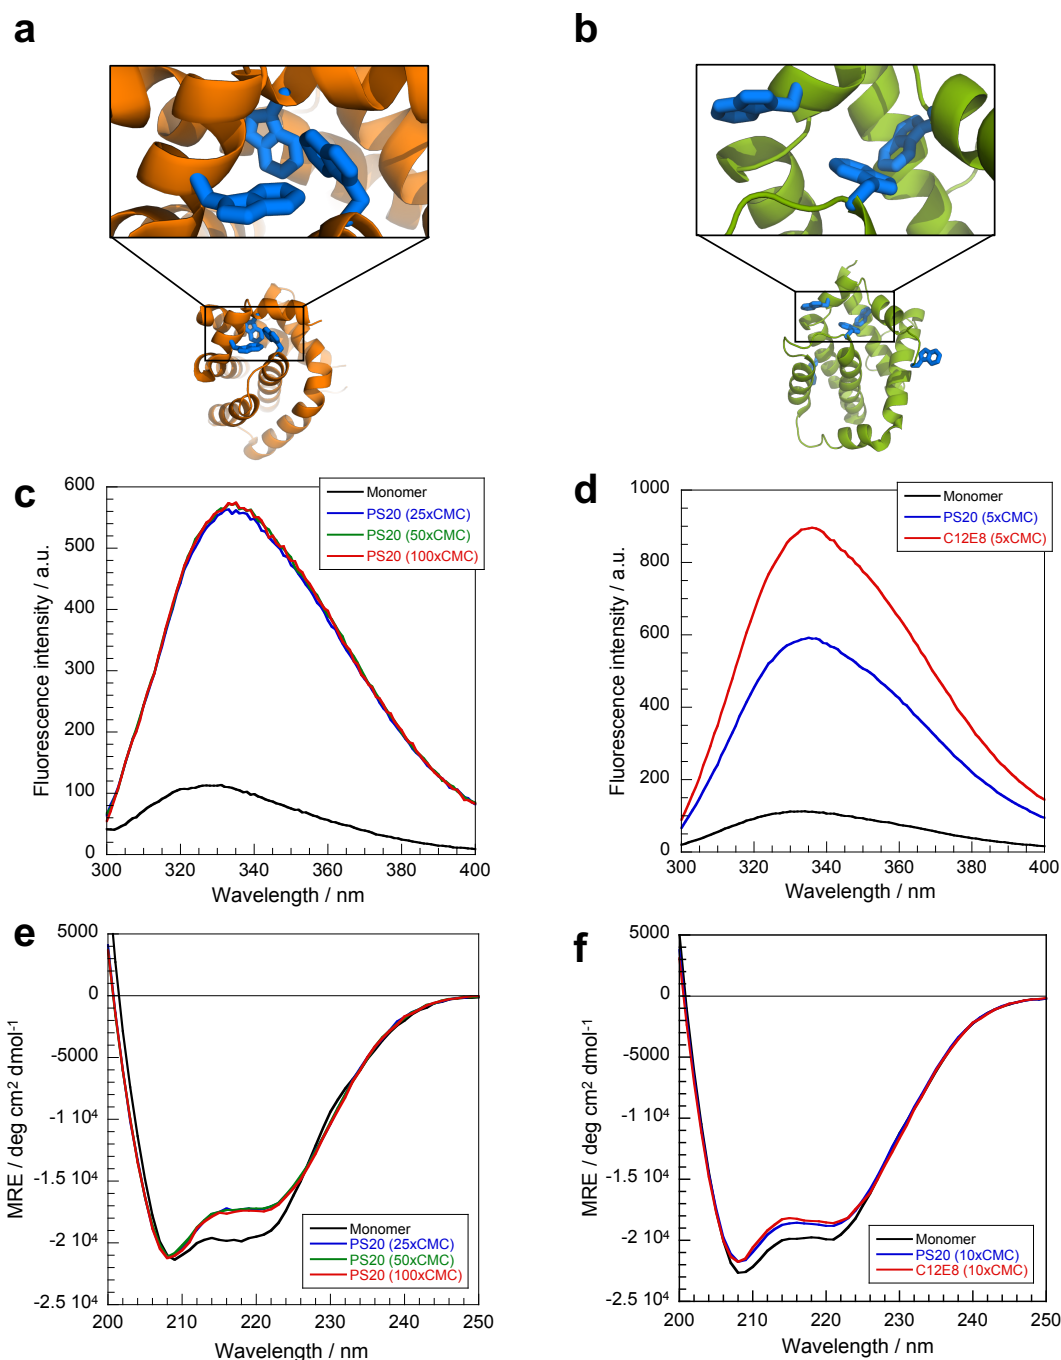 a
b
c
600
500
400
300
200
100
0
300
320
340
360
380
400
Fluorescence intensity / a.u.
Wavelength / nm
Monomer
PS20 (25xCMC)
PS20 (50xCMC)
PS20 (100xCMC)
d
1000
800
600
400
200
0
300
320
340
360
380
400
Fluorescence intensity / a.u.
Wavelength / nm
Monomer
PS20 (5xCMC)
C12E8 (5xCMC)
e
5000
0
-5000
-1 10⁴
-1.5 10⁴
-2 10⁴
-2.5 10⁴
200
210
220
230
240
250
MRE / deg cm² dmol⁻¹
Wavelength / nm
Monomer
PS20 (25xCMC)
PS20 (50xCMC)
PS20 (100xCMC)
f
5000
0
-5000
-1 10⁴
-1.5 10⁴
-2 10⁴
-2.5 10⁴
200
210
220
230
240
250
MRE / deg cm² dmol⁻¹
Wavelength / nm
Monomer
PS20 (10xCMC)
C12E8 (10xCMC)